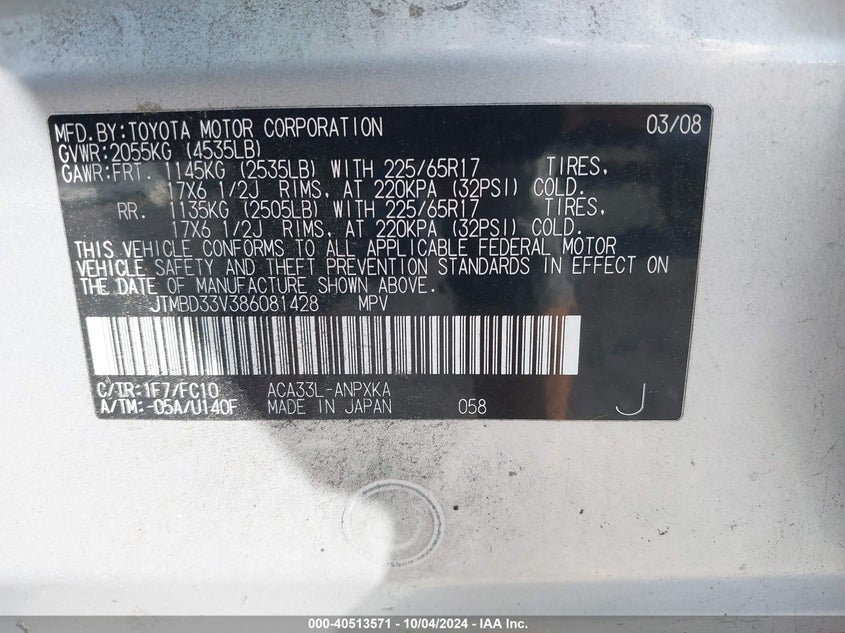 MFD.BY:TOYOTA MOTOR CORPORATION 03/08
GVWR:2055KG (4535LB)
GAWR:FRT. 1145KG (2535LB) WITH 225/65R17 TIRES,
17X6 1/2J RIMS, AT 220KPA (32PSI) COLD.
RR. 1135KG (2505LB) WITH 225/65R17 TIRES,
17X6 1/2J RIMS, AT 220KPA (32PSI) COLD.
THIS VEHICLE CONFORMS TO ALL APPLICABLE FEDERAL MOTOR
VEHICLE SAFETY AND THEFT PREVENTION STANDARDS IN EFFECT ON
THE DATE OF MANUFACTURE SHOWN ABOVE.
JTMBD33V386081428 MPV
C/TR:1F7/FC10 ACA33L-ANPXKA
A/TM:-05A/U140F MADE IN JAPAN 058 J
000-40513571 - 10/04/2024 - IAA Inc.